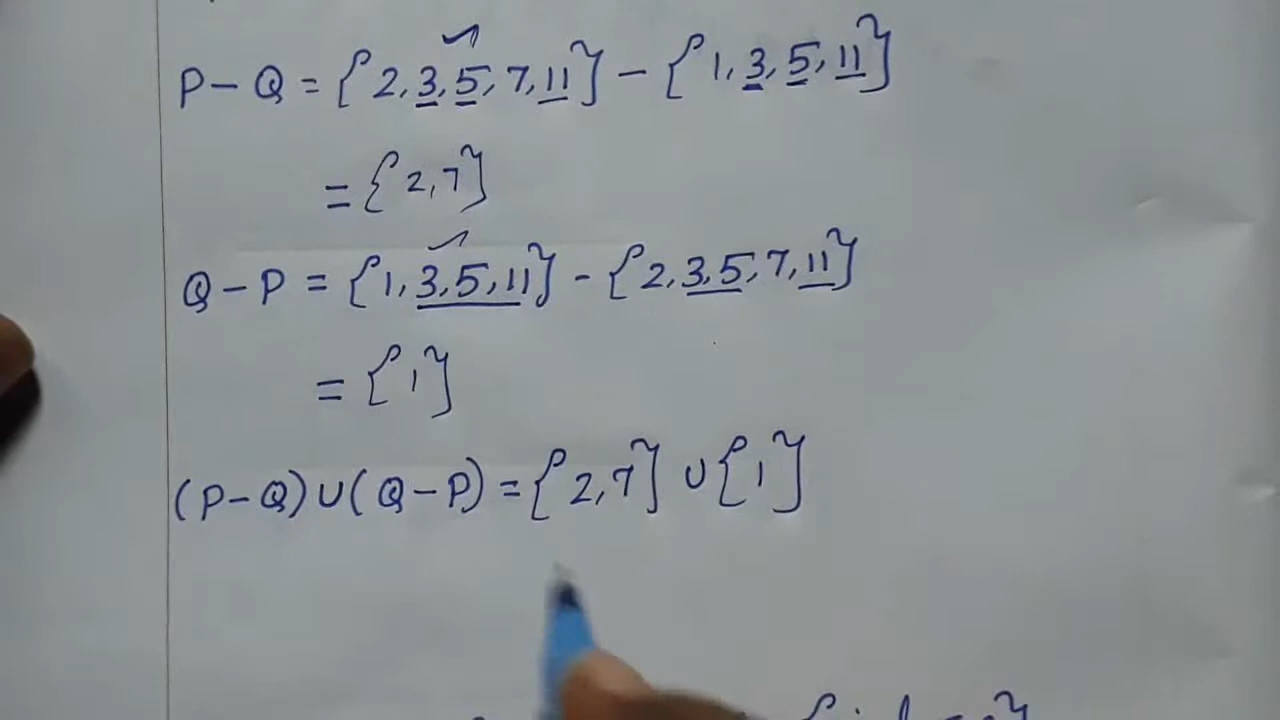 P-Q = {2,3,5,7,11} - {1,3,5,11}
= {2,7}
Q-P = {1,3,5,11} - {2,3,5,7,11}
= {1}
(P-Q)∪(Q-P) = {2,7} ∪ {1}